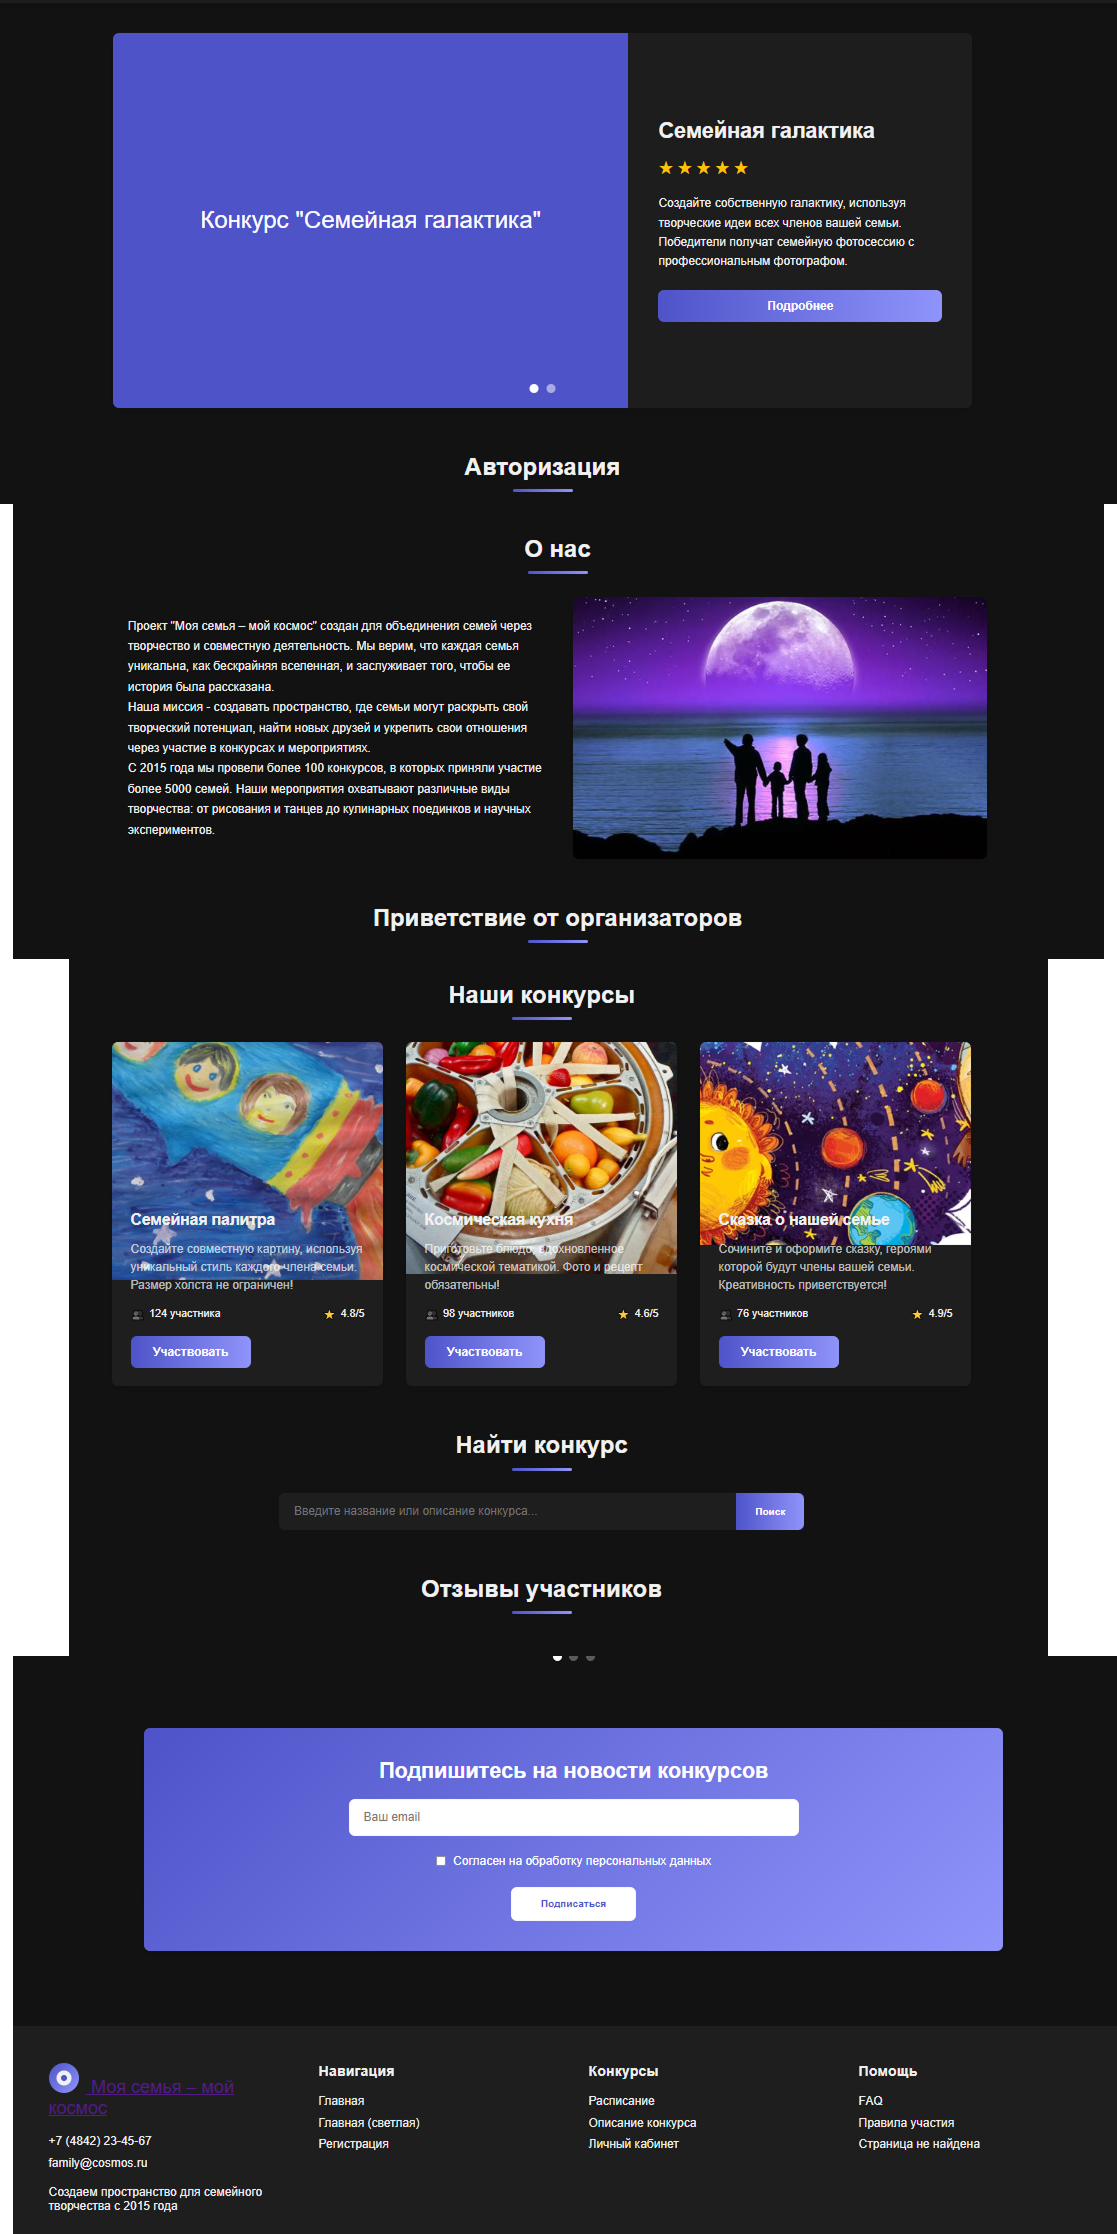 Конкурс "Семейная галактика"
Семейная галактика
★★★★★
Создайте собственную галактику, используя
творческие идеи всех членов вашей семьи.
Победители получат семейную фотосессию с
профессиональным фотографом.
Подробнее
Авторизация
О нас
Проект "Моя семья – мой космос" создан для объединения семей через
творчество и совместную деятельность. Мы верим, что каждая семья
уникальна, как бескрайняя вселенная, и заслуживает того, чтобы ее
история была рассказана.
Наша миссия - создавать пространство, где семьи могут раскрыть свой
творческий потенциал, найти новых друзей и укрепить свои отношения
через участие в конкурсах и мероприятиях.
С 2015 года мы провели более 100 конкурсов, в которых приняли участие
более 5000 семей. Наши мероприятия охватывают различные виды
творчества: от рисования и танцев до кулинарных поединков и научных
экспериментов.
Приветствие от организаторов
Наши конкурсы
Семейная палитра
Создайте совместную картину, используя
уникальный стиль каждого члена семьи.
Размер холста не ограничен!
124 участника
★ 4.8/5
Участвовать
Космическая кухня
Приготовьте блюдо, вдохновленное
космической тематикой. Фото и рецепт
обязательны!
98 участников
★ 4.6/5
Участвовать
Сказка о нашей семье
Сочините и оформите сказку, героями
которой будут члены вашей семьи.
Креативность приветствуется!
76 участников
★ 4.9/5
Участвовать
Найти конкурс
Введите название или описание конкурса...
Поиск
Отзывы участников
Подпишитесь на новости конкурсов
Ваш email
Согласен на обработку персональных данных
Подписаться
Моя семья – мой
космос
+7 (4842) 23-45-67
family@cosmos.ru
Создаем пространство для семейного
творчества с 2015 года
Навигация
Главная
Главная (светлая)
Регистрация
Конкурсы
Расписание
Описание конкурса
Личный кабинет
Помощь
FAQ
Правила участия
Страница не найдена